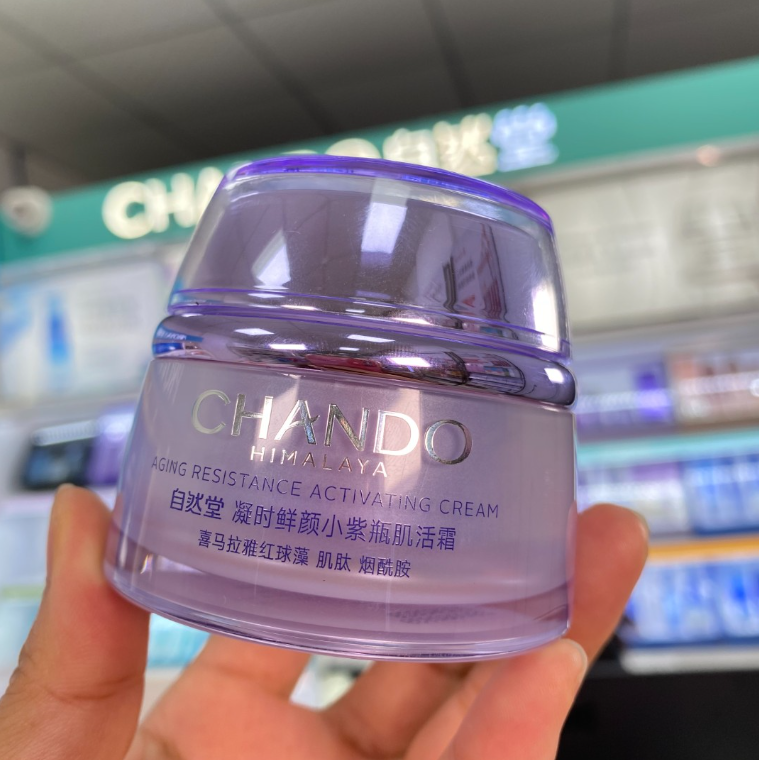 CHANDO
HIMALAYA
AGING RESISTANCE ACTIVATING CREAM
自然堂 凝时鲜颜小紫瓶肌活霜
喜马拉雅红球藻 肌肽 烟酰胺